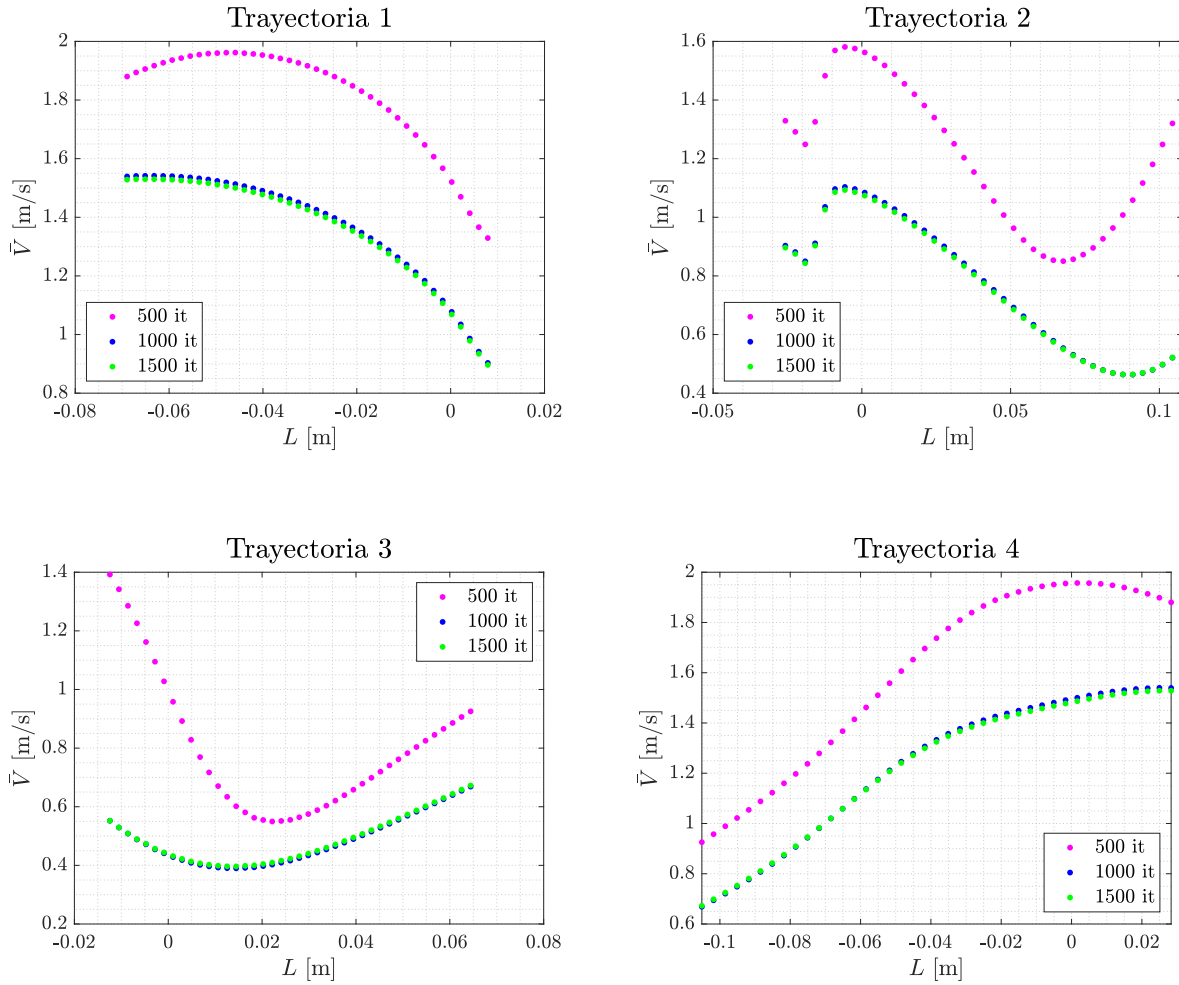 Trayectoria 1
2
1.8
1.6
1.4
1.2
1
0.8
V̄ [m/s]
500 it
1000 it
1500 it
-0.08
-0.06
-0.04
-0.02
0
0.02
L [m]
Trayectoria 2
1.6
1.4
1.2
1
0.8
0.6
0.4
V̄ [m/s]
500 it
1000 it
1500 it
-0.05
0
0.05
0.1
L [m]
Trayectoria 3
1.4
1.2
1
0.8
0.6
0.4
0.2
V̄ [m/s]
500 it
1000 it
1500 it
-0.02
0
0.02
0.04
0.06
0.08
L [m]
Trayectoria 4
2
1.8
1.6
1.4
1.2
1
0.8
0.6
V̄ [m/s]
500 it
1000 it
1500 it
-0.1
-0.08
-0.06
-0.04
-0.02
0
0.02
L [m]